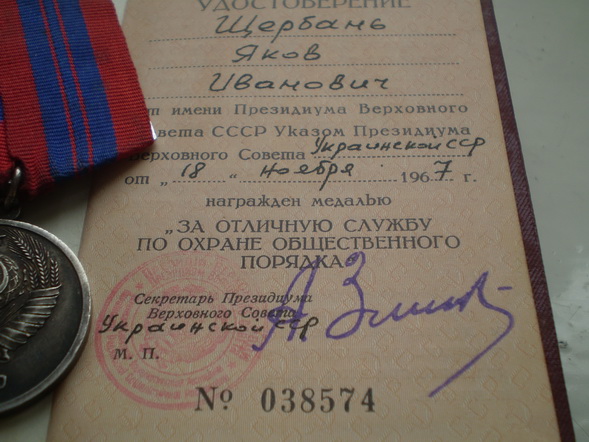 УДОСТОВЕРЕНИЕ
Щербань
Яков
Иванович
от имени Президиума Верховного
Совета СССР Указом Президиума
Верховного Совета Украинской ССР
от „18“ ноября 1967 г.
награжден медалью
„ЗА ОТЛИЧНУЮ СЛУЖБУ
ПО ОХРАНЕ ОБЩЕСТВЕННОГО
ПОРЯДКА“
Секретарь Президиума
Верховного Совета
Украинской ССР
М. П.
№ 038574